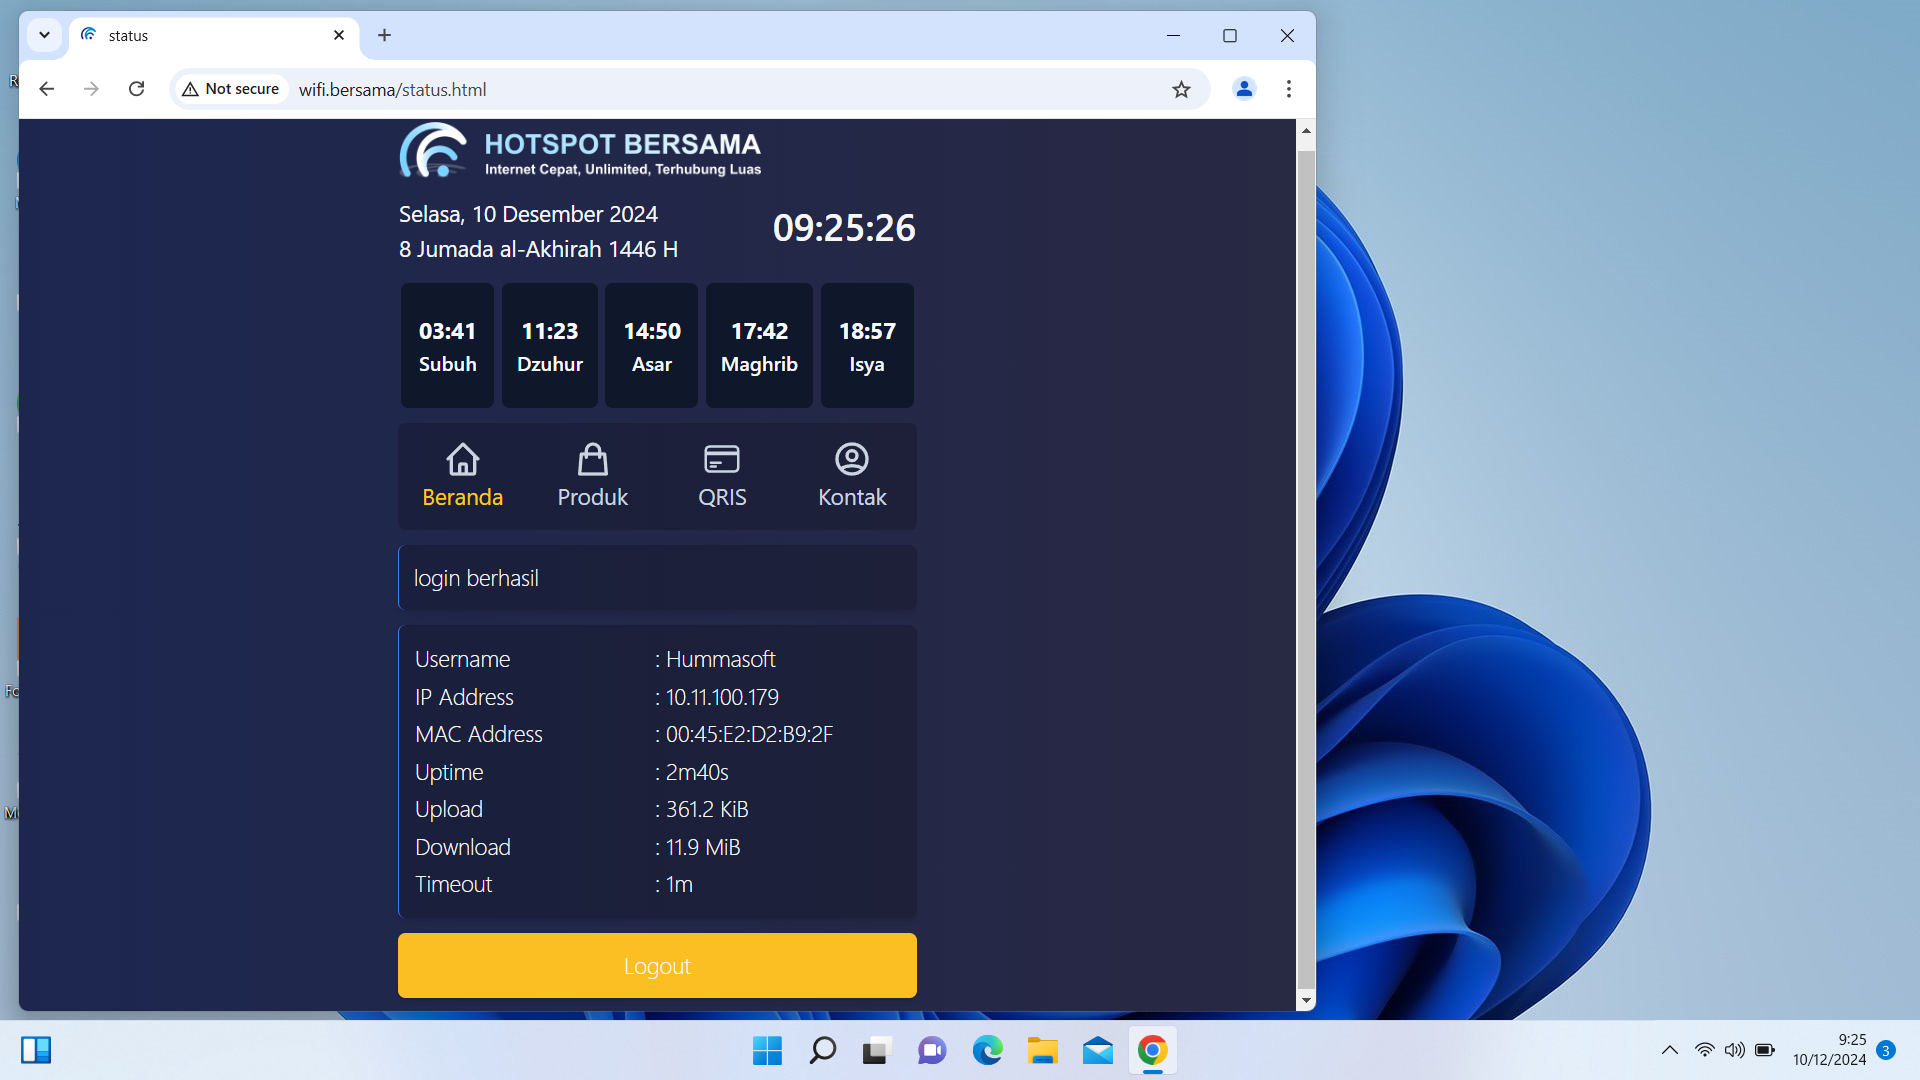 status
Not secure
wifi.bersama/status.html
HOTSPOT BERSAMA
Internet Cepat, Unlimited, Terhubung Luas
Selasa, 10 Desember 2024
8 Jumada al-Akhirah 1446 H
09:25:26
03:41
Subuh
11:23
Dzuhur
14:50
Asar
17:42
Maghrib
18:57
Isya
Beranda
Produk
QRIS
Kontak
login berhasil
Username : Hummasoft
IP Address : 10.11.100.179
MAC Address : 00:45:E2:D2:B9:2F
Uptime : 2m40s
Upload : 361.2 KiB
Download : 11.9 MiB
Timeout : 1m
Logout
9:25
10/12/2024
3